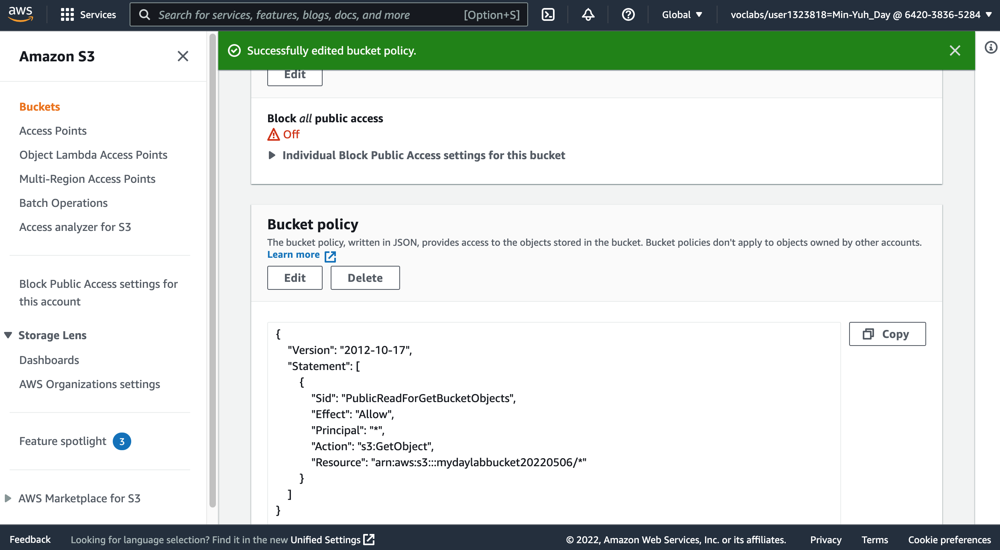 aws
Services
Search for services, features, blogs, docs, and more [Option+S]
Global
voclabs/user1323818=Min-Yuh_Day @ 6420-3836-5284
Amazon S3
Buckets
Access Points
Object Lambda Access Points
Multi-Region Access Points
Batch Operations
Access analyzer for S3
Block Public Access settings for
this account
Storage Lens
Dashboards
AWS Organizations settings
Feature spotlight 3
AWS Marketplace for S3
Successfully edited bucket policy.
Edit
Block all public access
Off
Individual Block Public Access settings for this bucket
Bucket policy
The bucket policy, written in JSON, provides access to the objects stored in the bucket. Bucket policies don't apply to objects owned by other accounts.
Learn more
Edit Delete
Copy
{
"Version": "2012-10-17",
"Statement": [
{
"Sid": "PublicReadForGetBucketObjects",
"Effect": "Allow",
"Principal": "*",
"Action": "s3:GetObject",
"Resource": "arn:aws:s3:::mydaylabbucket20220506/*"
}
]
}
Feedback
Looking for language selection? Find it in the new Unified Settings
© 2022, Amazon Web Services, Inc. or its affiliates.
Privacy
Terms
Cookie preferences